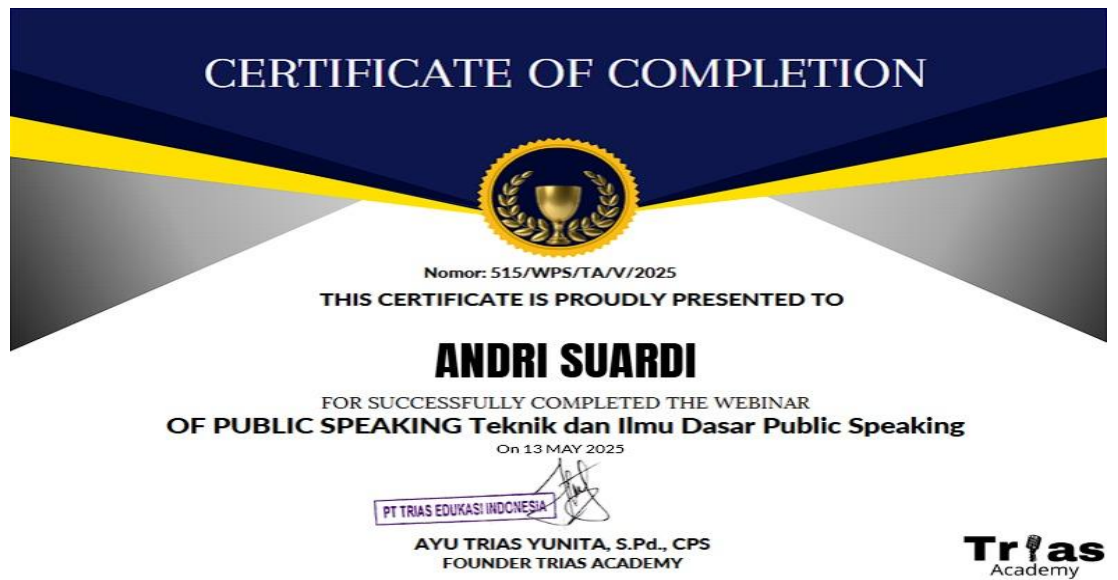 CERTIFICATE OF COMPLETION
Nomor: 515/WPS/TA/V/2025
THIS CERTIFICATE IS PROUDLY PRESENTED TO
ANDRI SUARDI
FOR SUCCESSFULLY COMPLETED THE WEBINAR
OF PUBLIC SPEAKING Teknik dan Ilmu Dasar Public Speaking
On 13 MAY 2025
PT TRIAS EDUKASI INDONESIA
AYU TRIAS YUNITA, S.Pd., CPS
FOUNDER TRIAS ACADEMY
Trias
Academy